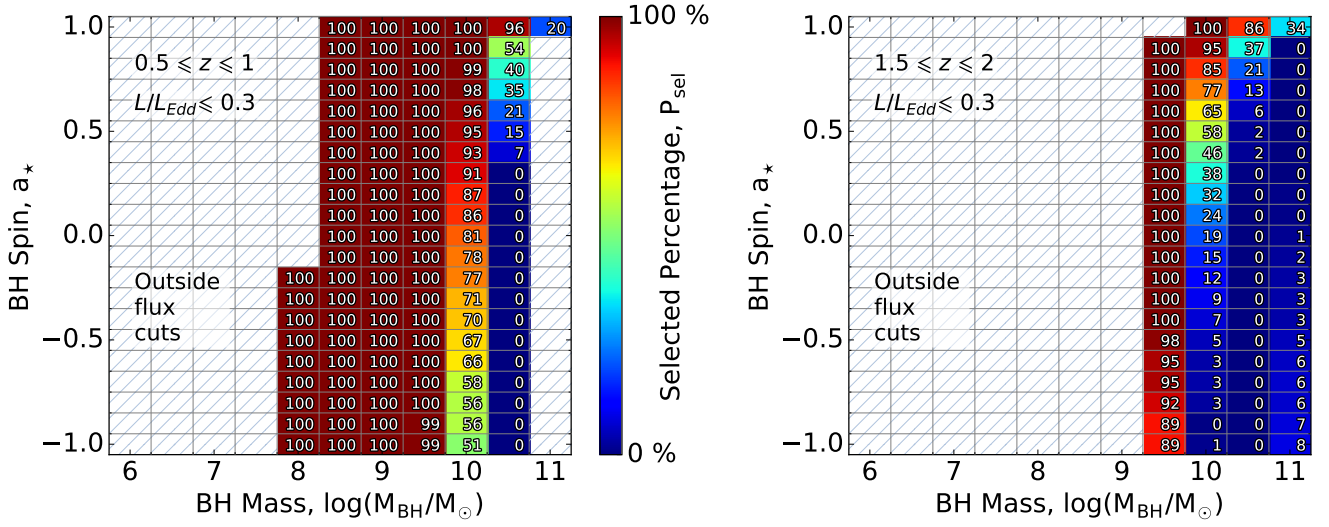 1.0 100 100 100 100 96 20
100 100 100 100 54
0.5 ⩽ z ⩽ 1 100 100 100 99 40
100 100 100 98 35
L/L_Edd ⩽ 0.3 100 100 100 96 21
0.5 100 100 100 95 15
100 100 100 93 7
100 100 100 91 0
100 100 100 87 0
100 100 100 86 0
0.0 100 100 100 81 0
100 100 100 78 0
Outside 100 100 100 100 77 0
flux 100 100 100 100 71 0
100 100 100 100 70 0
cuts
−0.5 100 100 100 100 67 0
100 100 100 100 66 0
100 100 100 100 58 0
100 100 100 100 56 0
100 100 100 99 56 0
−1.0 100 100 100 99 51 0
6 7 8 9 10 11
BH Mass, log(M_BH/M_⊙)
BH Spin, a⋆
100 %
Selected Percentage, P_sel
0 %
1.0 100 86 34
100 95 37 0
1.5 ⩽ z ⩽ 2 100 85 21 0
100 77 13 0
L/L_Edd ⩽ 0.3 100 65 6 0
0.5 100 58 2 0
100 46 2 0
100 38 0 0
100 32 0 0
100 24 0 0
0.0 100 19 0 1
100 15 0 2
Outside 100 12 0 3
flux 100 9 0 3
100 7 0 3
cuts
−0.5 98 5 0 5
95 3 0 6
95 3 0 6
92 3 0 6
89 0 0 7
−1.0 89 1 0 8
6 7 8 9 10 11
BH Mass, log(M_BH/M_⊙)
BH Spin, a⋆